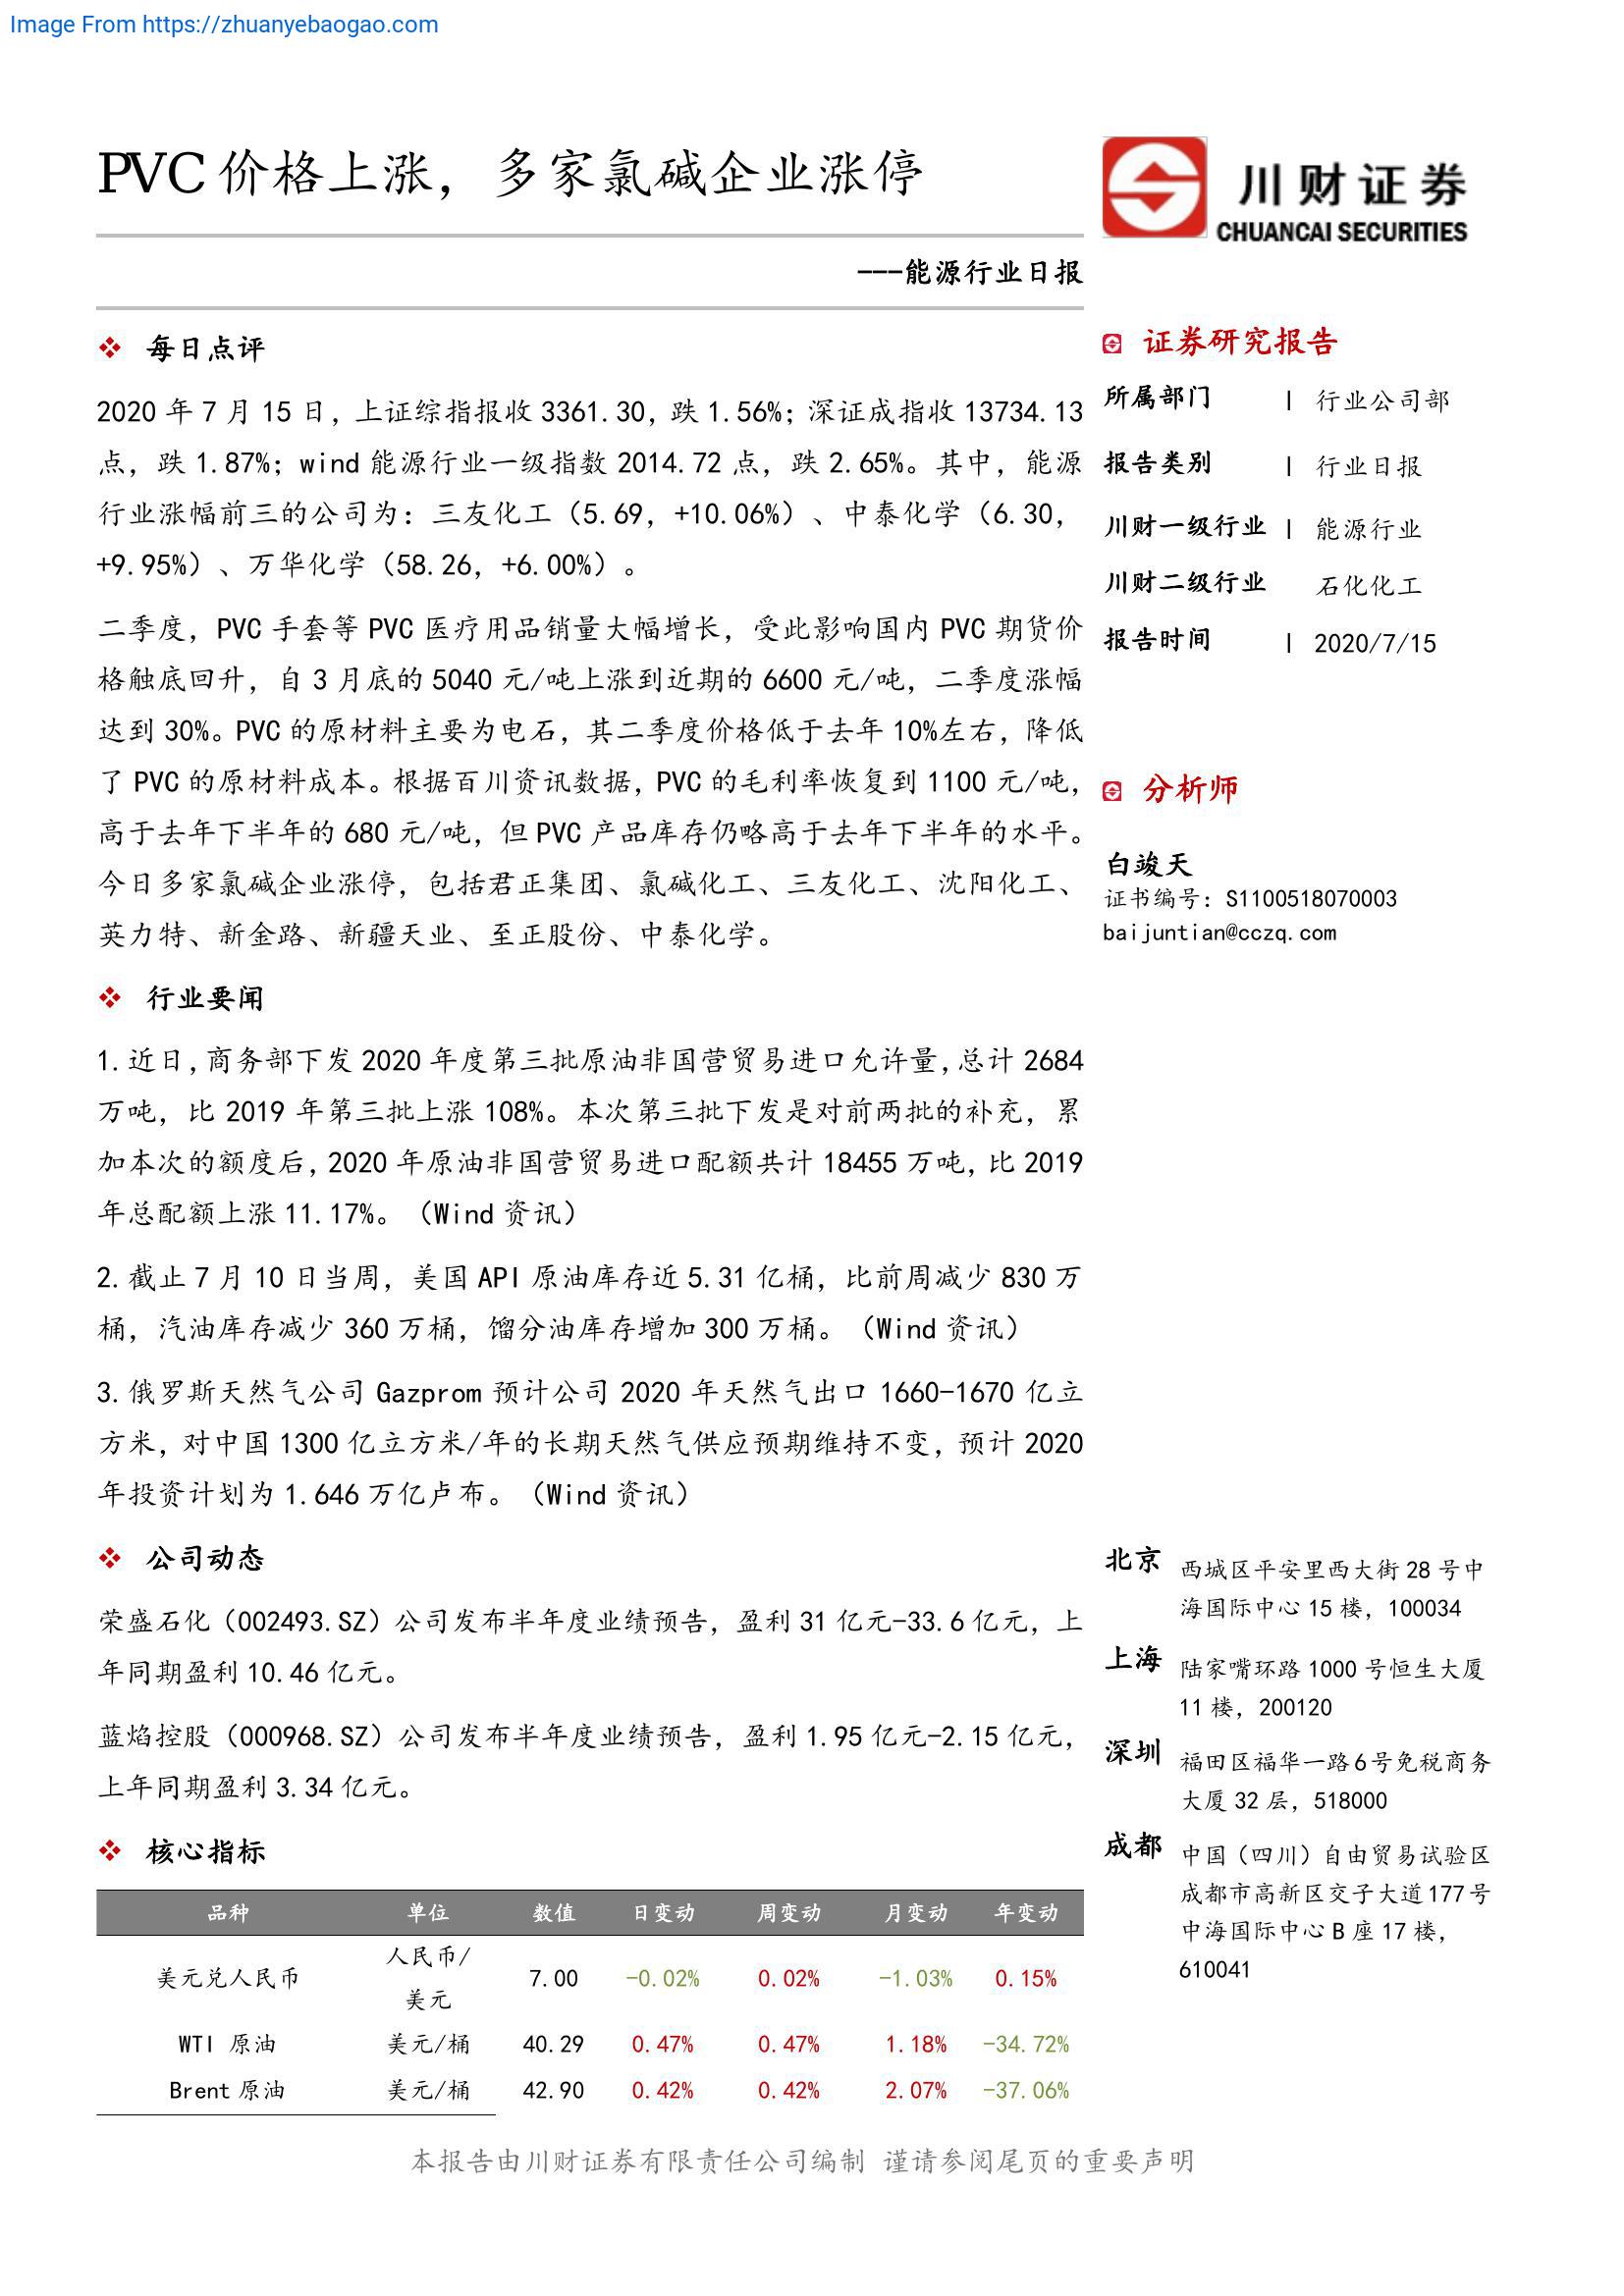 Image From https://zhuanyebaogao.com
PVC 价格上涨，多家氯碱企业涨停
川财证券
CHUANCAI SECURITIES
---能源行业日报
每日点评
2020 年 7 月 15 日，上证综指报收 3361.30，跌 1.56%；深证成指收 13734.13
点，跌 1.87%；wind 能源行业一级指数 2014.72 点，跌 2.65%。其中，能源
行业涨幅前三的公司为：三友化工（5.69，+10.06%）、中泰化学（6.30，
+9.95%）、万华化学（58.26，+6.00%）。
二季度，PVC 手套等 PVC 医疗用品销量大幅增长，受此影响国内 PVC 期货价
格触底回升，自 3 月底的 5040 元/吨上涨到近期的 6600 元/吨，二季度涨幅
达到 30%。PVC 的原材料主要为电石，其二季度价格低于去年 10%左右，降低
了 PVC 的原材料成本。根据百川资讯数据，PVC 的毛利率恢复到 1100 元/吨，
高于去年下半年的 680 元/吨，但 PVC 产品库存仍略高于去年下半年的水平。
今日多家氯碱企业涨停，包括君正集团、氯碱化工、三友化工、沈阳化工、
英力特、新金路、新疆天业、至正股份、中泰化学。
行业要闻
1.近日，商务部下发 2020 年度第三批原油非国营贸易进口允许量，总计 2684
万吨，比 2019 年第三批上涨 108%。本次第三批下发是对前两批的补充，累
加本次的额度后，2020 年原油非国营贸易进口配额共计 18455 万吨，比 2019
年总配额上涨 11.17%。（Wind 资讯）
2.截止 7 月 10 日当周，美国 API 原油库存近 5.31 亿桶，比前周减少 830 万
桶，汽油库存减少 360 万桶，馏分油库存增加 300 万桶。（Wind 资讯）
3.俄罗斯天然气公司 Gazprom 预计公司 2020 年天然气出口 1660-1670 亿立
方米，对中国 1300 亿立方米/年的长期天然气供应预期维持不变，预计 2020
年投资计划为 1.646 万亿卢布。（Wind 资讯）
公司动态
荣盛石化（002493.SZ）公司发布半年度业绩预告，盈利 31 亿元-33.6 亿元，上
年同期盈利 10.46 亿元。
蓝焰控股（000968.SZ）公司发布半年度业绩预告，盈利 1.95 亿元-2.15 亿元，
上年同期盈利 3.34 亿元。
核心指标
品种 单位 数值 日变动 周变动 月变动 年变动
美元兑人民币 人民币/ 7.00 -0.02% 0.02% -1.03% 0.15%
美元
WTI 原油 美元/桶 40.29 0.47% 0.47% 1.18% -34.72%
Brent 原油 美元/桶 42.90 0.42% 0.42% 2.07% -37.06%
证券研究报告
所属部门 | 行业公司部
报告类别 | 行业日报
川财一级行业 | 能源行业
川财二级行业 石化化工
报告时间 | 2020/7/15
分析师
白竣天
证书编号：S1100518070003
baijuntian@cczq.com
北京 西城区平安里西大街 28 号中
海国际中心 15 楼，100034
上海 陆家嘴环路 1000 号恒生大厦
11 楼，200120
深圳 福田区福华一路 6 号免税商务
大厦 32 层，518000
成都 中国（四川）自由贸易试验区
成都市高新区交子大道 177 号
中海国际中心 B 座 17 楼，
610041
本报告由川财证券有限责任公司编制 谨请参阅尾页的重要声明